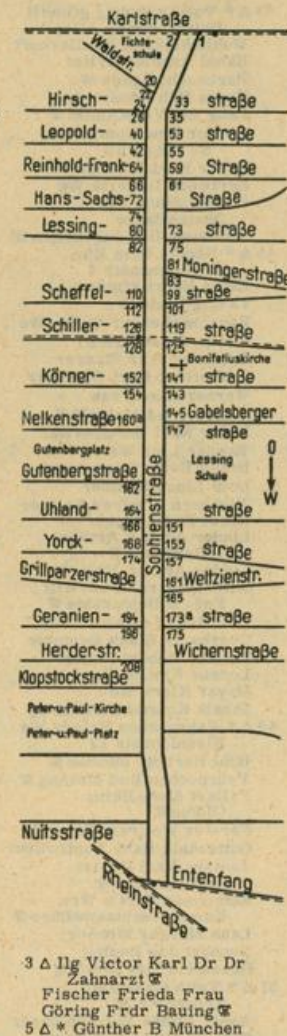 Karlstraße
Waldstr.
Fichte-
schule
2 1
20
22
24
Hirsch- 33 straße
26 35
Leopold- 40 53 straße
42 55
Reinhold-Frank-64 59 Straße
66 61
Hans-Sachs-72 Straße
74
Lessing- 80 73 straße
82 75
81 Moningerstraße
83
Scheffel- 110 99 straße
112 101
Schiller- 126 119 straße
128 125
Bonifatiuskirche
Körner- 152 141 straße
154 143
Nelkenstraße 160a 145 Gabelsberger
147 straße
Gutenbergplatz
Gutenbergstraße
Lessing
Schule
O
W
Sophienstraße
162
Uhland- 164 straße
166 151
Yorck- 168 155 straße
174 157
Grillparzerstraße 161 Weltzienstr.
165
Geranien- 194 173a straße
196 175
Herderstr. Wichernstraße
208
Klopstockstraße
Peter-u.Paul-Kirche
Peter-u.Paul-Platz
Nuitsstraße
Entenfang
Rheinstraße
3 Δ Ilg Victor Karl Dr Dr
Zahnarzt
Fischer Frieda Frau
Göring Frdr Bauing
5 Δ * Günther B München